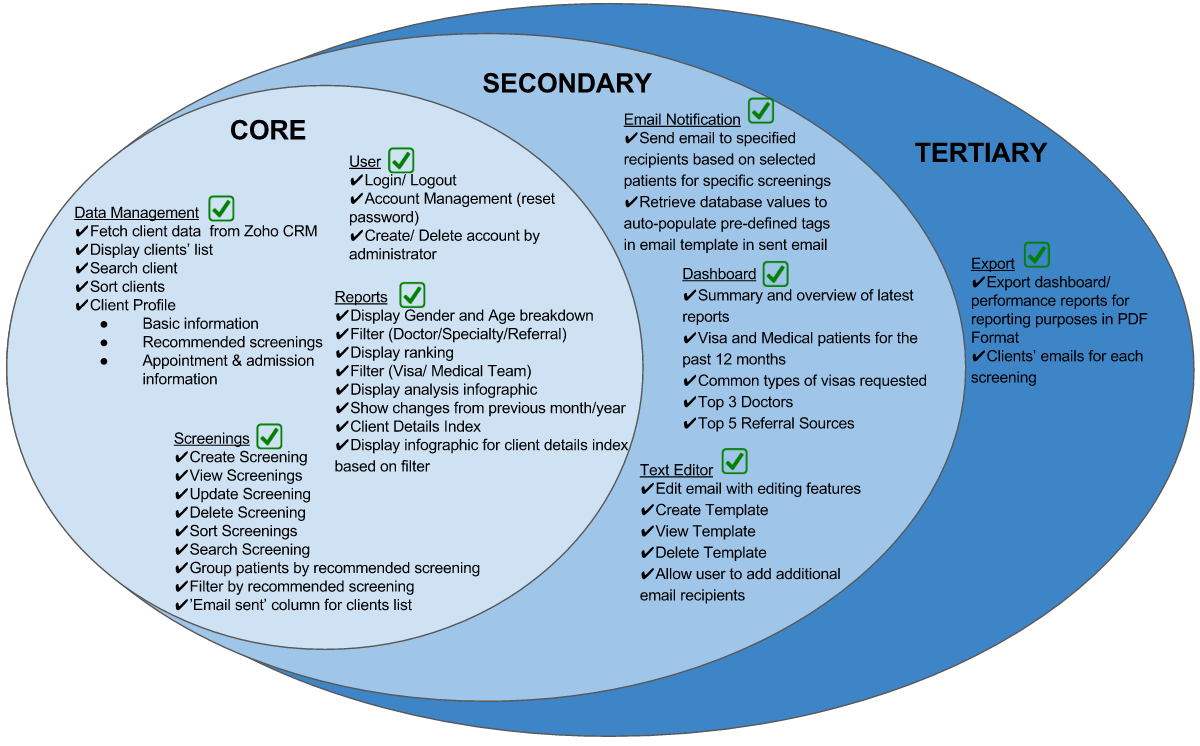 CORE
User
✔Login/ Logout
✔Account Management (reset
password)
✔Create/ Delete account by
administrator
Data Management
✔Fetch client data  from Zoho CRM
✔Display clients’ list
✔Search client
✔Sort clients
✔Client Profile
● Basic information
● Recommended screenings
● Appointment & admission
information
Reports
✔Display Gender and Age breakdown
✔Filter (Doctor/Specialty/Referral)
✔Display ranking
✔Filter (Visa/ Medical Team)
✔Display analysis infographic
✔Show changes from previous month/year
✔Client Details Index
✔Display infographic for client details index
based on filter
Screenings
✔Create Screening
✔View Screenings
✔Update Screening
✔Delete Screening
✔Sort Screenings
✔Search Screening
✔Group patients by recommended screening
✔Filter by recommended screening
✔’Email sent’ column for clients list
SECONDARY
Email Notification
✔Send email to specified
recipients based on selected
patients for specific screenings
✔Retrieve database values to
auto-populate pre-defined tags
in email template in sent email
Dashboard
✔Summary and overview of latest
reports
✔Visa and Medical patients for the
past 12 months
✔Common types of visas requested
✔Top 3 Doctors
✔Top 5 Referral Sources
Text Editor
✔Edit email with editing features
✔Create Template
✔View Template
✔Delete Template
✔Allow user to add additional
email recipients
TERTIARY
Export
✔Export dashboard/
performance reports for
reporting purposes in PDF
Format
✔Clients’ emails for each
screening